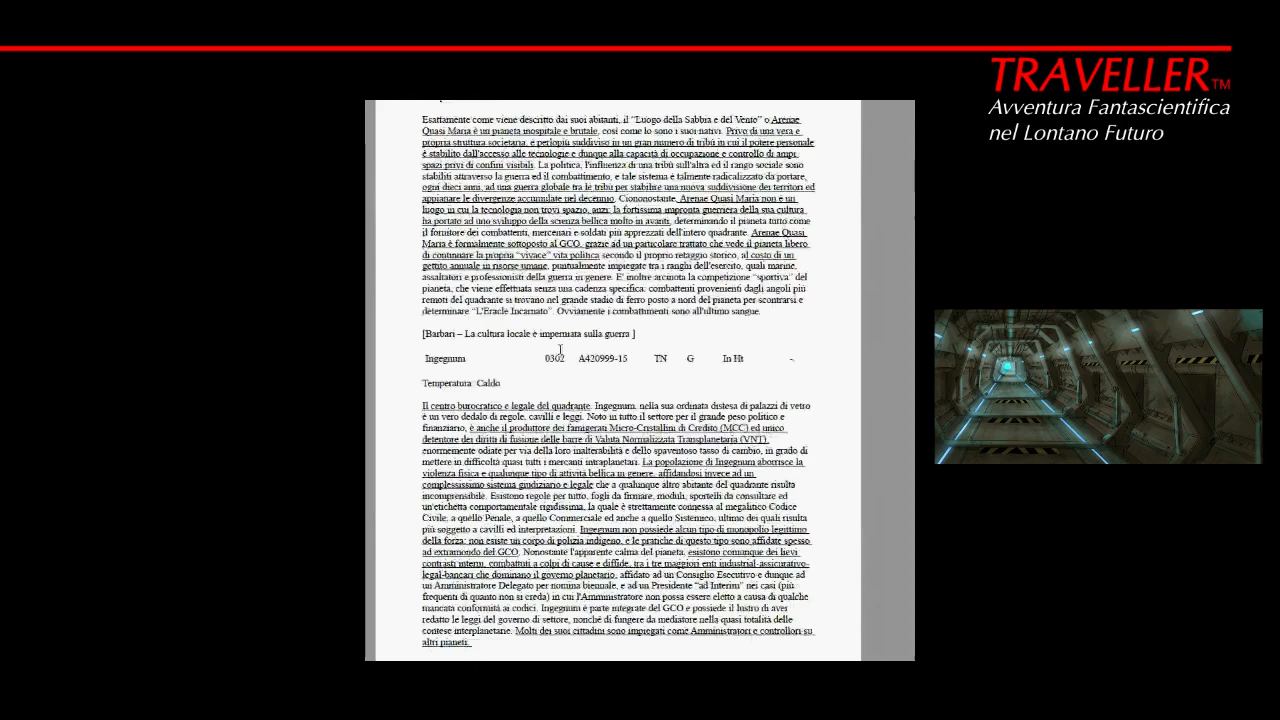 TRAVELLER TM
Avventura Fantascientifica
nel Lontano Futuro
Esattamente come viene descritto dai suoi abitanti, il “Luogo della Sabbia e del Vento” o Arenae
Quasi Maria è un pianeta inospitale e brutale, così come lo sono i suoi nativi. Privo di una vera e
propria struttura societaria, è perlopiù suddiviso in un gran numero di tribù in cui il potere personale
è stabilito dall'accesso alle tecnologie e dunque alla capacità di occupazione e controllo di ampi
spazi privi di confini visibili. La politica, l'influenza di una tribù sull'altra ed il rango sociale sono
stabiliti attraverso la guerra ed il combattimento, e tale sistema è talmente radicalizzato da portare,
ogni dieci anni, ad una guerra globale tra le tribù per stabilire una nuova suddivisione dei territori ed
appianare le divergenze accumulate nel decennio. Ciononostante, Arenae Quasi Maria non è un
luogo in cui la tecnologia non trovi spazio, anzi: la fortissima impronta guerriera della sua cultura
ha portato ad uno sviluppo della scienza bellica molto in avanti, determinando il pianeta tutto come
il fornitore dei combattenti, mercenari e soldati più apprezzati dell'intero quadrante. Arenae Quasi
Maria è formalmente sottoposto al GCO, grazie ad un particolare trattato che vede il pianeta libero
di continuare la propria “vivace” vita politica secondo il proprio retaggio storico, al costo di un
gettito annuale in risorse umane, puntualmente impiegate tra i ranghi dell'esercito, quali marine,
assaltatori e professionisti della guerra in genere. E' inoltre arcinota la competizione “sportiva” del
pianeta, che viene effettuata senza una cadenza specifica: combattenti provenienti dagli angoli più
remoti del quadrante si trovano nel grande stadio di ferro posto a nord del pianeta per scontrarsi e
determinare “L'Eracle Incarnato”. Ovviamente i combattimenti sono all'ultimo sangue.
[Barbari – La cultura locale è imperniata sulla guerra ]
Ingegnum 0302 A420999-15 TN G In Ht -.
Temperatura: Caldo
Il centro burocratico e legale del quadrante. Ingegnum, nella sua ordinata distesa di palazzi di vetro
è un vero dedalo di regole, cavilli e leggi. Noto in tutto il settore per il grande peso politico e
finanziario, è anche il produttore dei famigerati Micro-Cristallini di Credito (MCC) ed unico
detentore dei diritti di fusione delle barre di Valuta Normalizzata Transplanetaria (VNT),
enormemente odiate per via della loro inalterabilità e dello spaventoso tasso di cambio, in grado di
mettere in difficoltà quasi tutti i mercanti intraplanetari. La popolazione di Ingegnum aborrisce la
violenza fisica e qualunque tipo di attività bellica in genere, affidandosi invece ad un
complessissimo sistema giudiziario e legale che a qualunque altro abitante del quadrante risulta
incomprensibile. Esistono regole per tutto, fogli da firmare, moduli, sportelli da consultare ed
un'etichetta comportamentale rigidissima, la quale è strettamente connessa al megalitico Codice
Civile, a quello Penale, a quello Commerciale ed anche a quello Sistemico, ultimo dei quali risulta
più soggetto a cavilli ed interpretazioni. Ingegnum non possiede alcun tipo di monopolio legittimo
della forza: non esiste un corpo di polizia indigeno, e le pratiche di questo tipo sono affidate spesso
ad extramondo del GCO. Nonostante l'apparente calma del pianeta, esistono comunque dei lievi
contrasti interni, combattuti a colpi di cause e diffide, tra i tre maggiori enti industrial-assicurativo-
legal-bancari che dominano il governo planetario, affidato ad un Consiglio Esecutivo e dunque ad
un Amministratore Delegato per nomina biennale, e ad un Presidente “ad Interim” nei casi (più
frequenti di quanto non si creda) in cui l'Amministratore non possa essere eletto a causa di qualche
mancata conformità ai codici. Ingegnum è parte integrante del GCO e possiede il lustro di aver
redatto le leggi del governo di settore, nonché di fungere da mediatore nella quasi totalità delle
contese interplanetarie. Molti dei suoi cittadini sono impiegati come Amministratori e controllori su
altri pianeti.